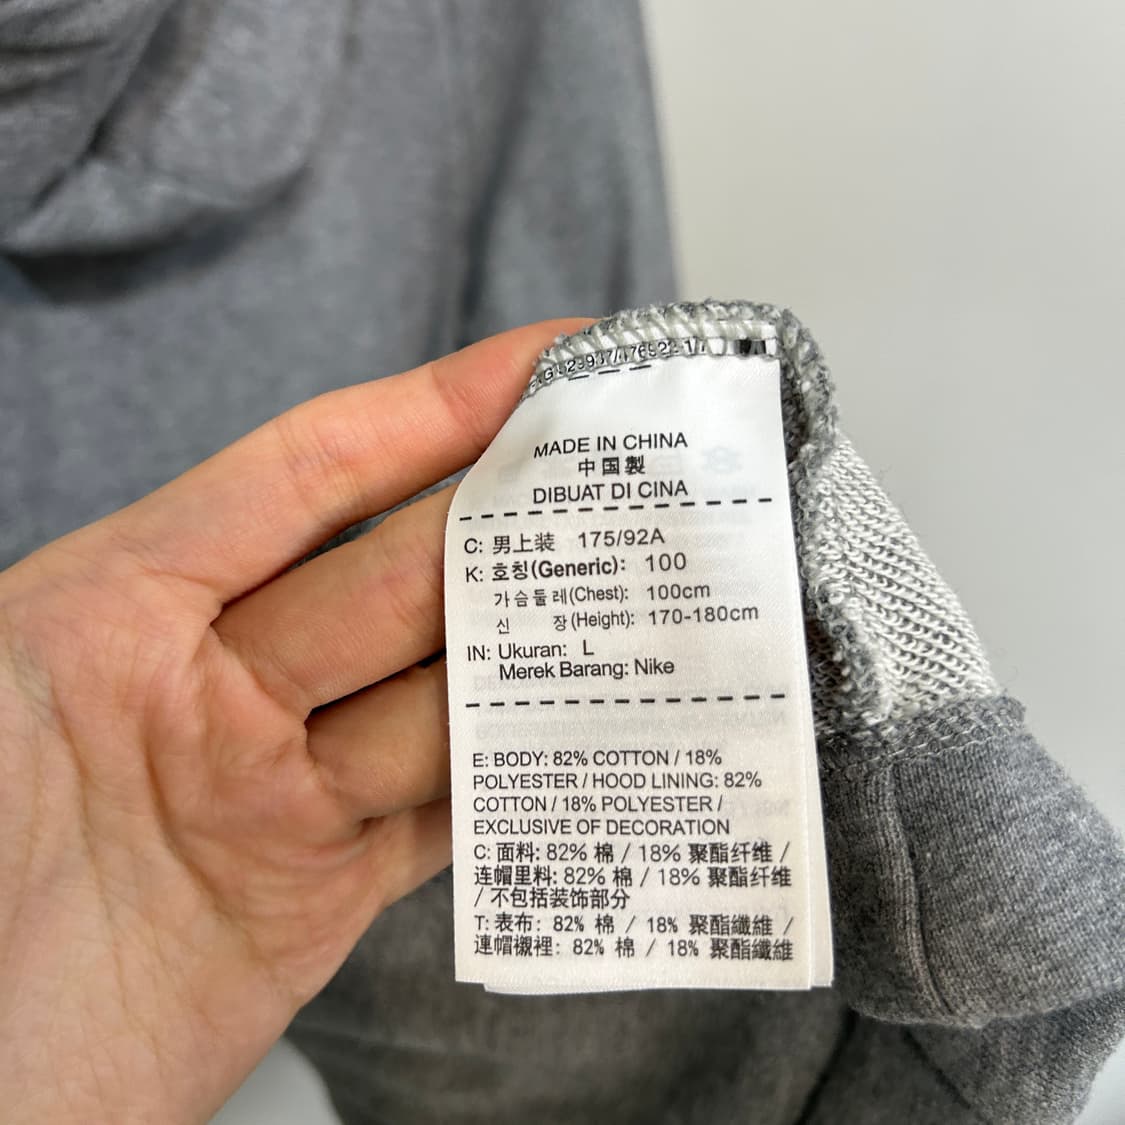 MADE IN CHINA
中国製
DIBUAT DI CINA
C: 男上装 175/92A
K: 호칭(Generic): 100
가슴둘레(Chest): 100cm
신 장(Height): 170-180cm
IN: Ukuran: L
Merek Barang: Nike
E: BODY: 82% COTTON / 18%
POLYESTER / HOOD LINING: 82%
COTTON / 18% POLYESTER /
EXCLUSIVE OF DECORATION
C: 面料: 82% 棉 / 18% 聚酯纤维 /
连帽里料: 82% 棉 / 18% 聚酯纤维
/ 不包括装饰部分
T: 表布: 82% 棉 / 18% 聚酯纖維 /
連帽襯裡: 82% 棉 / 18% 聚酯纖維